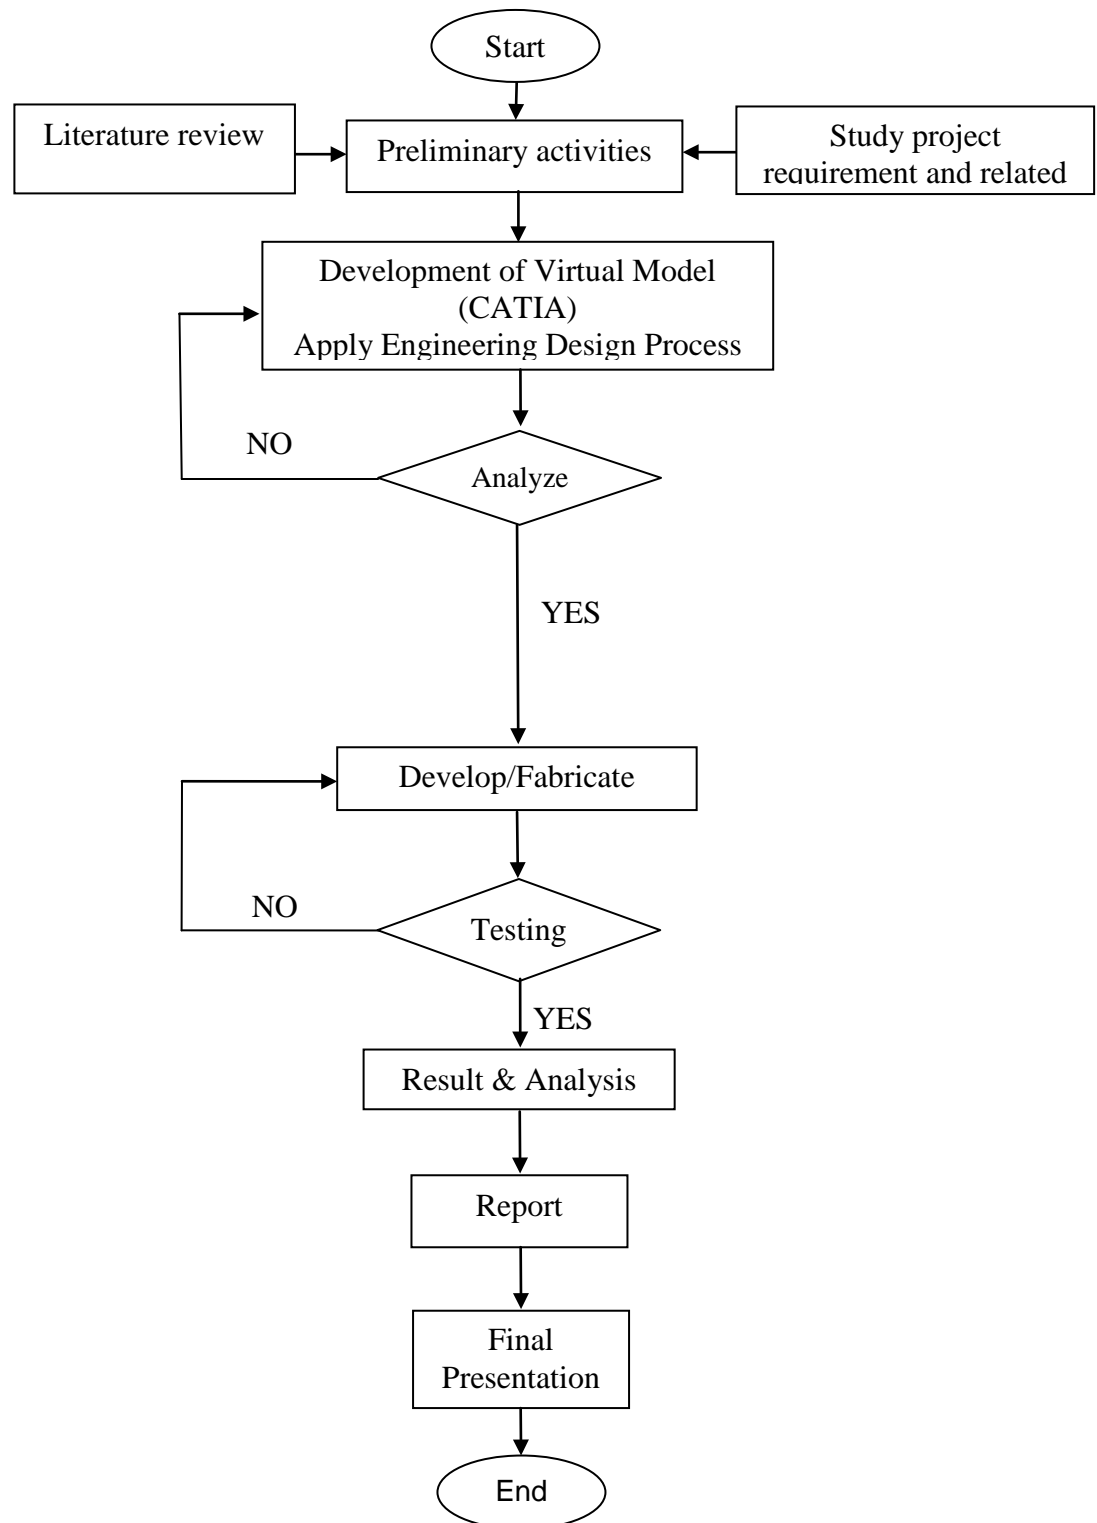 Start
Literature review
Preliminary activities
Study project
requirement and related
Development of Virtual Model
(CATIA)
Apply Engineering Design Process
NO
Analyze
YES
Develop/Fabricate
NO
Testing
YES
Result & Analysis
Report
Final
Presentation
End